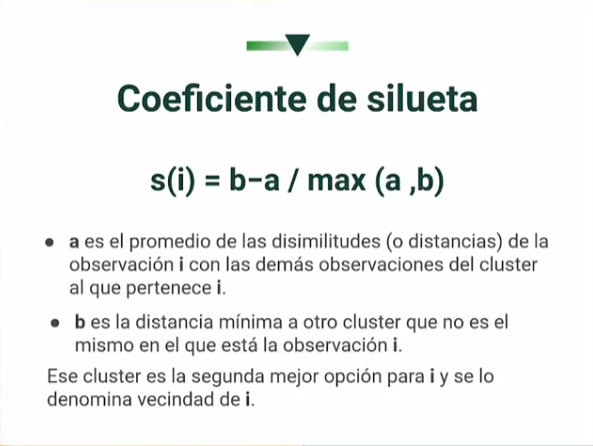 Coeficiente de silueta
s(i) = b−a / max (a ,b)
● a es el promedio de las disimilitudes (o distancias) de la
observación i con las demás observaciones del cluster
al que pertenece i.
● b es la distancia mínima a otro cluster que no es el
mismo en el que está la observación i.
Ese cluster es la segunda mejor opción para i y se lo
denomina vecindad de i.